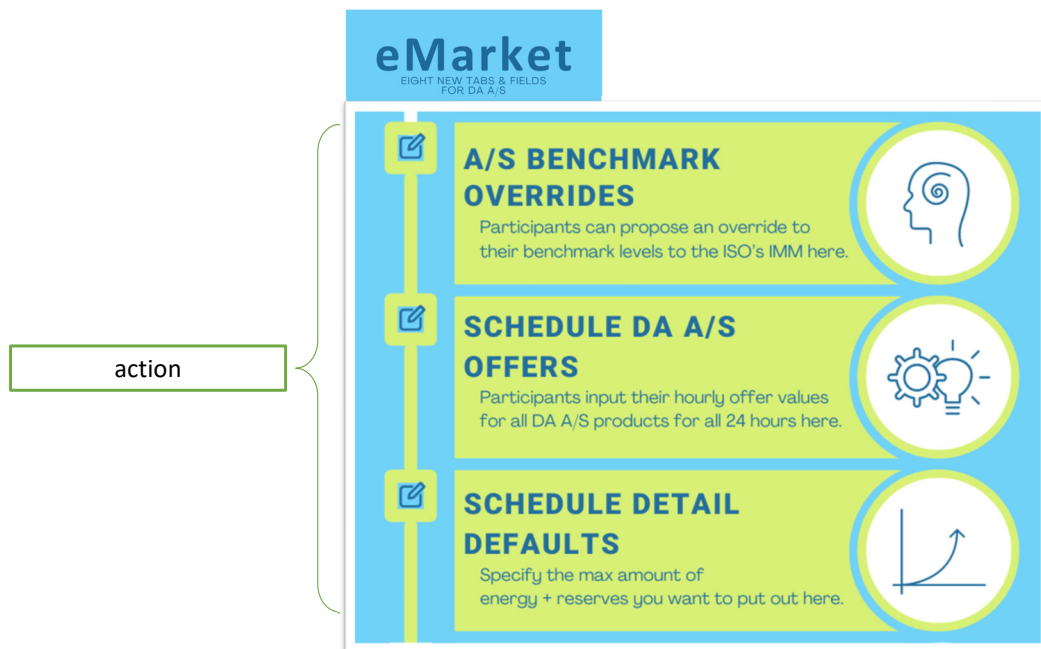 eMarket
EIGHT NEW TABS & FIELDS
FOR DA A/S
A/S BENCHMARK
OVERRIDES
Participants can propose an override to
their benchmark levels to the ISO's IMM here.
action
SCHEDULE DA A/S
OFFERS
Participants input their hourly offer values
for all DA A/S products for all 24 hours here.
SCHEDULE DETAIL
DEFAULTS
Specify the max amount of
energy + reserves you want to put out here.